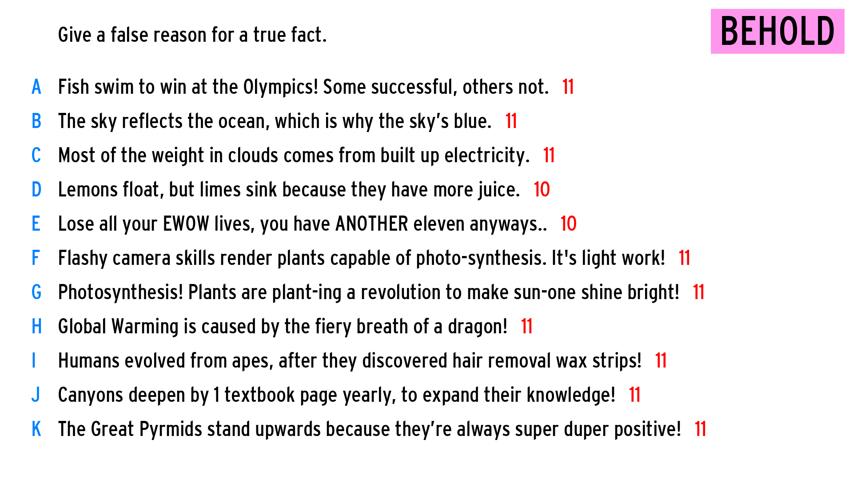 Give a false reason for a true fact.
BEHOLD
A Fish swim to win at the Olympics! Some successful, others not. 11
B The sky reflects the ocean, which is why the sky's blue. 11
C Most of the weight in clouds comes from built up electricity. 11
D Lemons float, but limes sink because they have more juice. 10
E Lose all your EWOW lives, you have ANOTHER eleven anyways.. 10
F Flashy camera skills render plants capable of photo-synthesis. It's light work! 11
G Photosynthesis! Plants are plant-ing a revolution to make sun-one shine bright! 11
H Global Warming is caused by the fiery breath of a dragon! 11
I Humans evolved from apes, after they discovered hair removal wax strips! 11
J Canyons deepen by 1 textbook page yearly, to expand their knowledge! 11
K The Great Pyrmids stand upwards because they're always super duper positive! 11